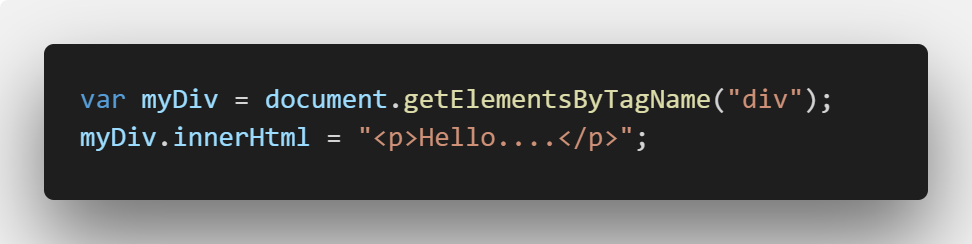 var myDiv = document.getElementsByTagName("div");
myDiv.innerHtml = "<p>Hello....</p>";